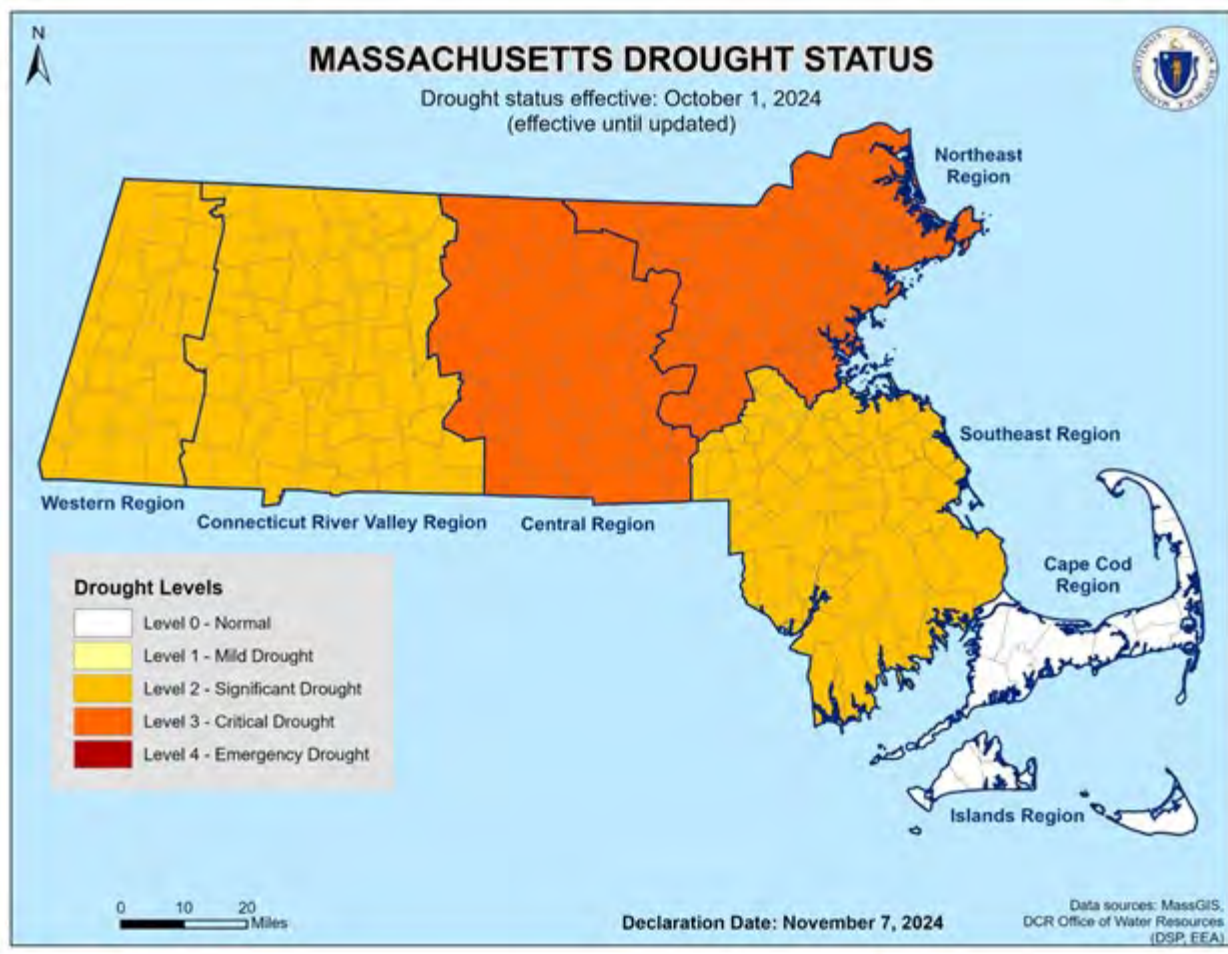 N
MASSACHUSETTS DROUGHT STATUS
Drought status effective: October 1, 2024
(effective until updated)
Northeast
Region
Southeast Region
Western Region
Connecticut River Valley Region
Central Region
Cape Cod
Region
Islands Region
Drought Levels
Level 0 - Normal
Level 1 - Mild Drought
Level 2 - Significant Drought
Level 3 - Critical Drought
Level 4 - Emergency Drought
0 10 20
Miles
Declaration Date: November 7, 2024
Data sources: MassGIS,
DCR Office of Water Resources
(DSP, EEA)